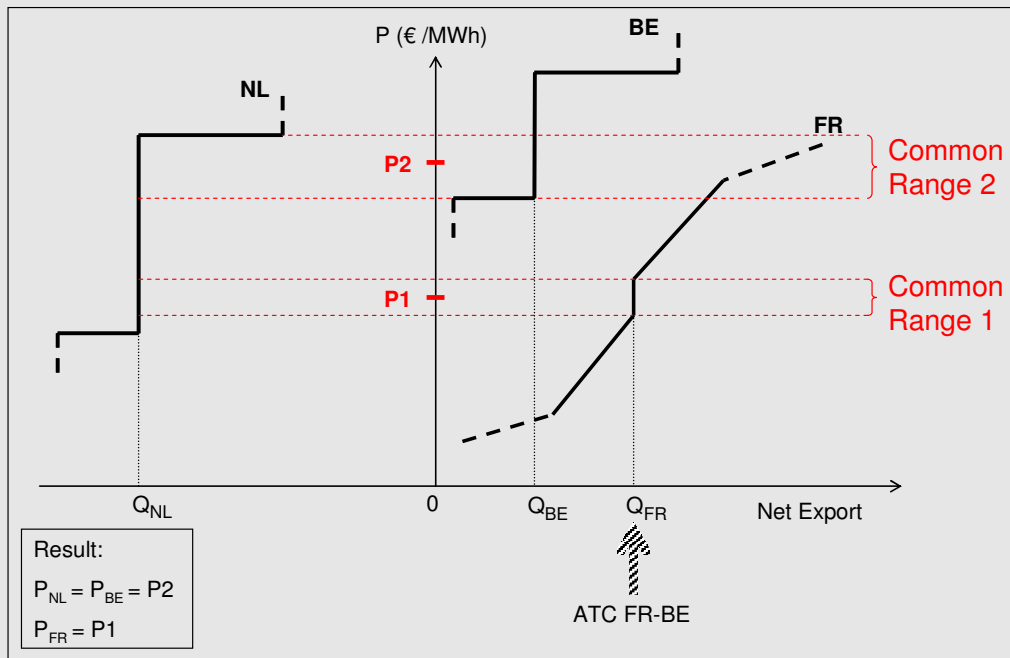 P (€ /MWh)
BE
NL
FR
P2
Common
Range 2
P1
Common
Range 1
Q_NL
0
Q_BE
Q_FR
Net Export
Result:
P_NL = P_BE = P2
P_FR = P1
ATC FR-BE